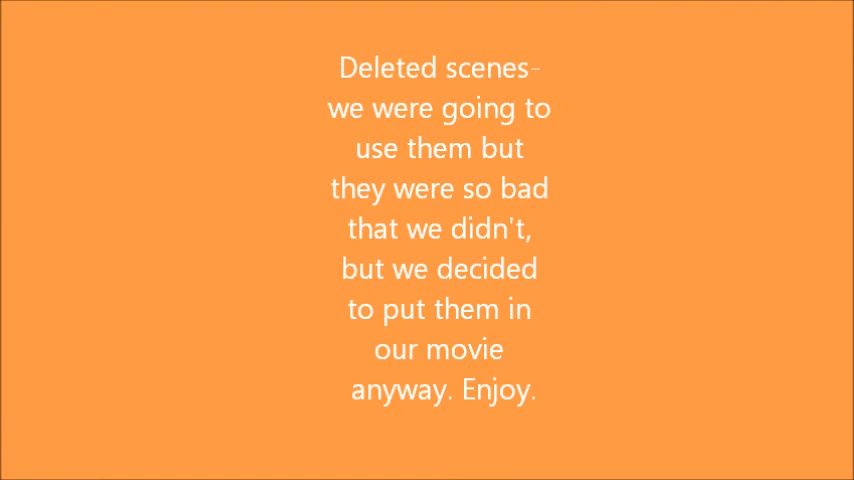 Deleted scenes-
we were going to
use them but
they were so bad
that we didn't,
but we decided
to put them in
our movie
anyway. Enjoy.